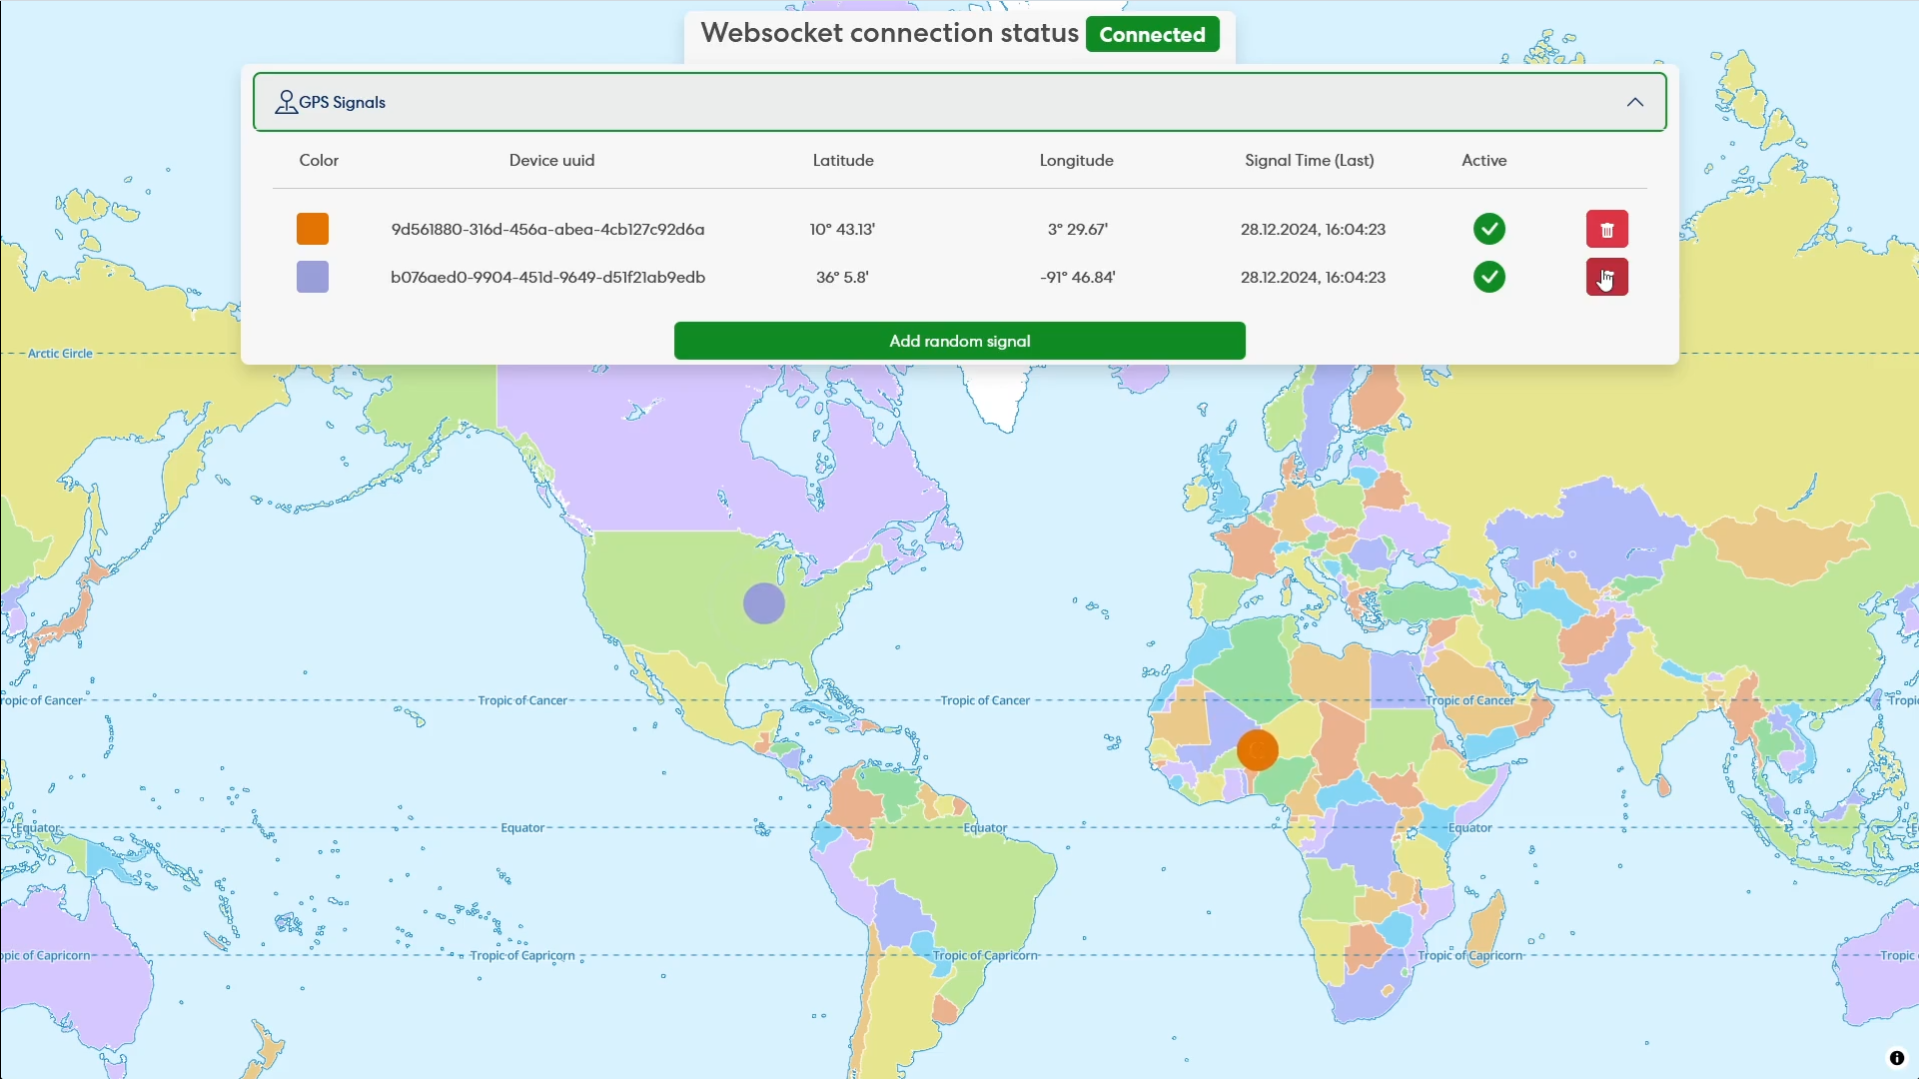 Websocket connection status Connected
GPS Signals
Color Device uuid Latitude Longitude Signal Time (Last) Active
9d561880-316d-456a-abea-4cb127c92d6a 10° 43.13' 3° 29.67' 28.12.2024, 16:04:23
b076aed0-9904-451d-9649-d51f21ab9edb 36° 5.8' -91° 46.84' 28.12.2024, 16:04:23
Add random signal
Arctic Circle
ropic of Cancer Tropic of Cancer Tropic of Cancer Tropic of Cancer Tropic
Equator Equator Equator Equator
opic of Capricorn Tropic of Capricorn Tropic of Capricorn Tropic of Capricorn Tropic